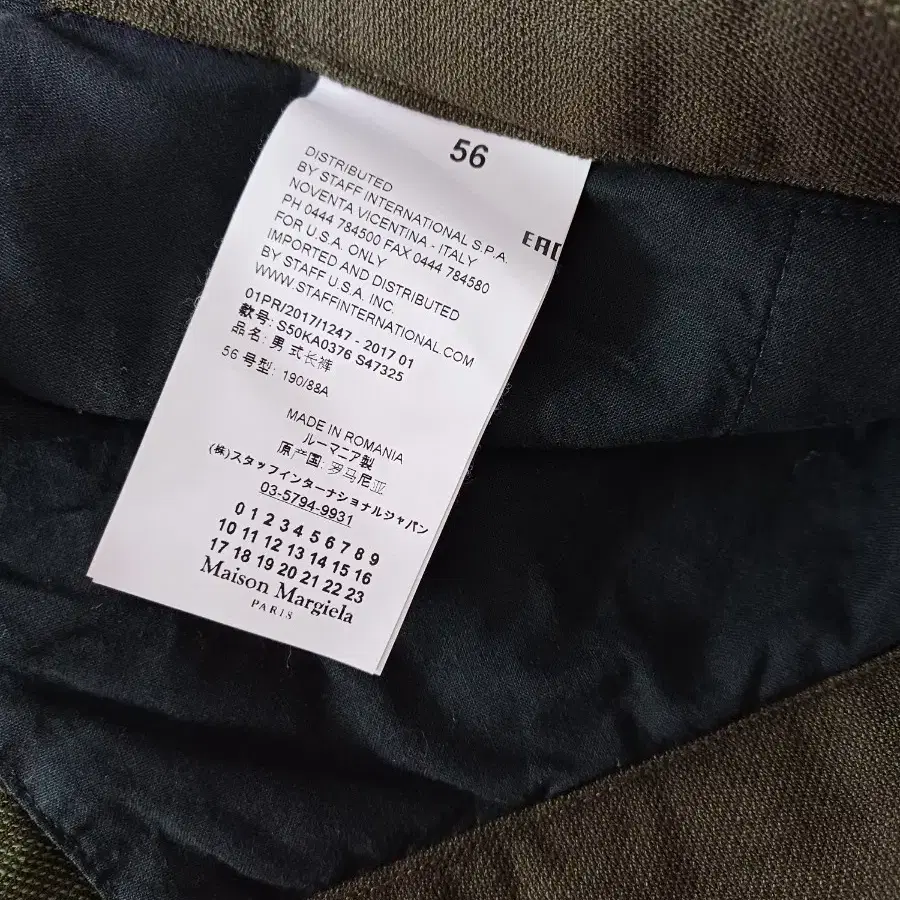 56
DISTRIBUTED
BY STAFF INTERNATIONAL S.P.A.
NOVENTA VICENTINA - ITALY
PH 0444 784500 FAX 0444 784580
FOR U.S.A. ONLY
IMPORTED AND DISTRIBUTED
BY STAFF U.S.A. INC.
WWW.STAFFINTERNATIONAL.COM
01PR/2017/1247 - 2017 01
款号: S50KA0376 S47325
品名: 男式长裤
56 号型: 190/88A
MADE IN ROMANIA
ルーマニア製
原产国: 罗马尼亚
(株)スタッフインターナショナルジャパン
03-5794-9931
0 1 2 3 4 5 6 7 8 9
10 11 12 13 14 15 16
17 18 19 20 21 22 23
Maison Margiela
PARIS